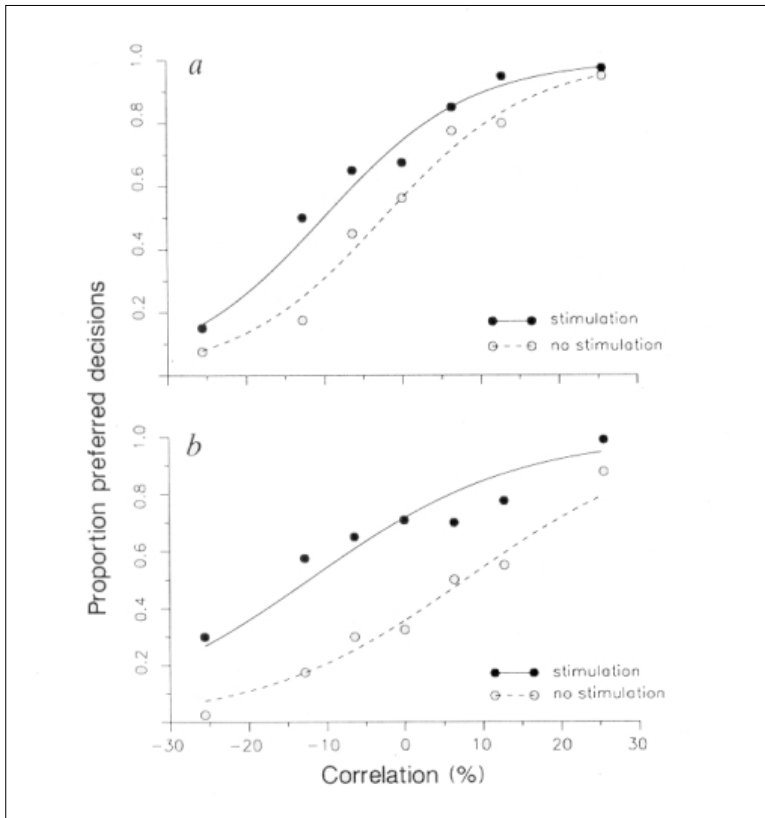 a
1.0
0.8
0.6
0.4
0.2
stimulation
no stimulation
b
1.0
0.8
0.6
0.4
0.2
stimulation
no stimulation
−30 −20 −10 0 10 20 30
Correlation (%)
Proportion preferred decisions